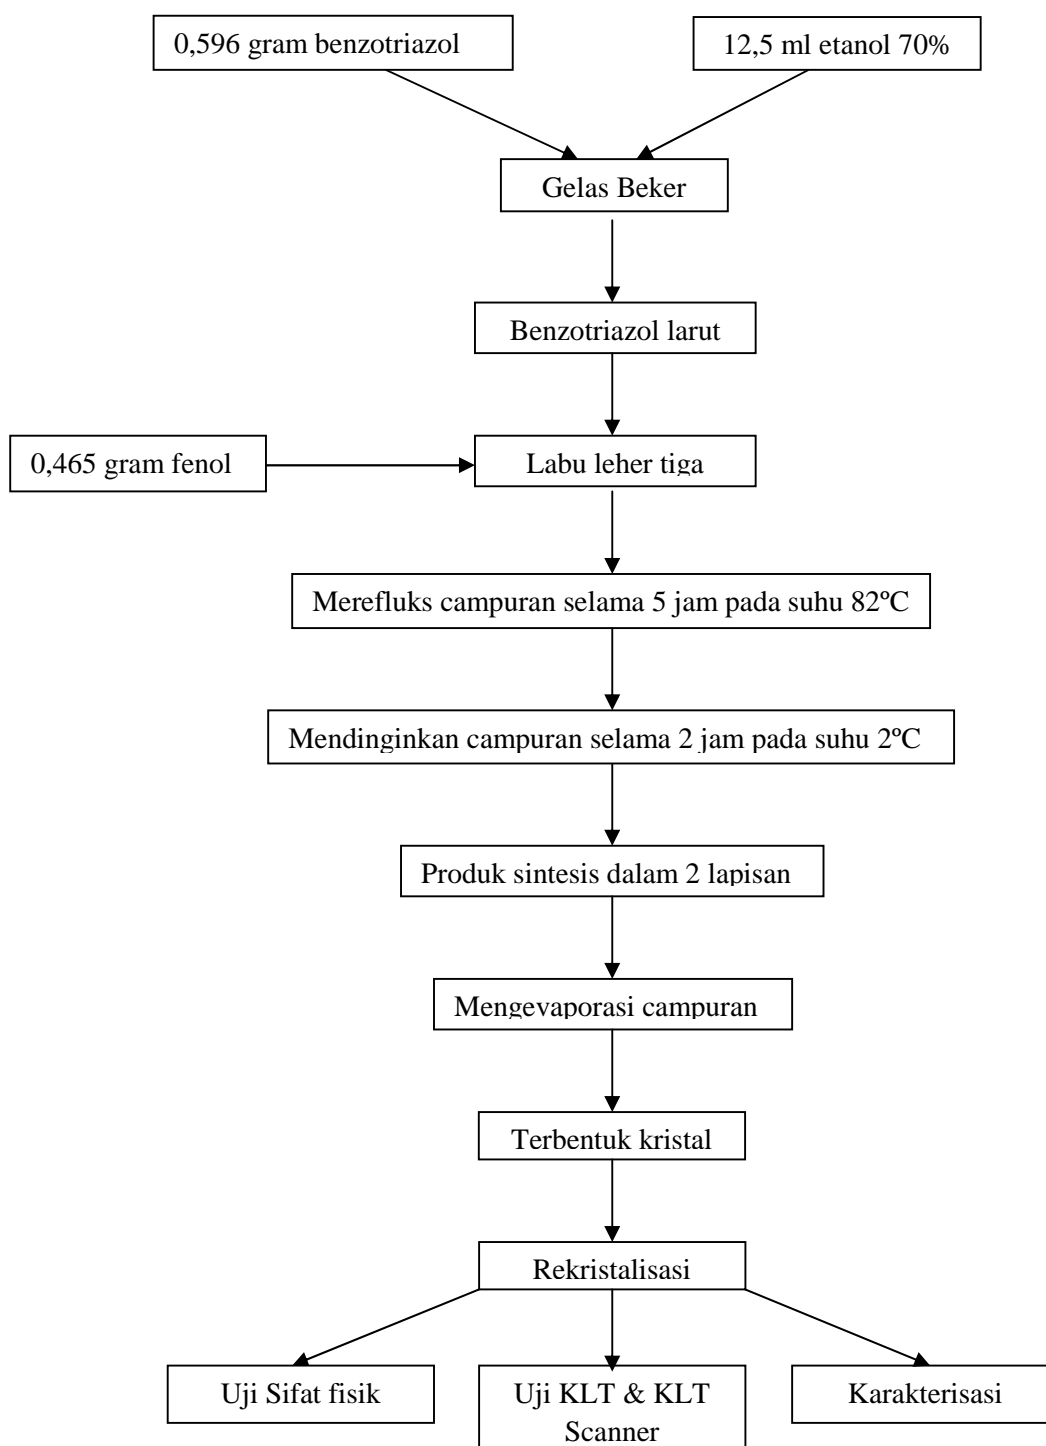 0,596 gram benzotriazol
12,5 ml etanol 70%
Gelas Beker
Benzotriazol larut
0,465 gram fenol
Labu leher tiga
Merefluks campuran selama 5 jam pada suhu 82ºC
Mendinginkan campuran selama 2 jam pada suhu 2ºC
Produk sintesis dalam 2 lapisan
Mengevaporasi campuran
Terbentuk kristal
Rekristalisasi
Uji Sifat fisik
Uji KLT & KLT
Scanner
Karakterisasi